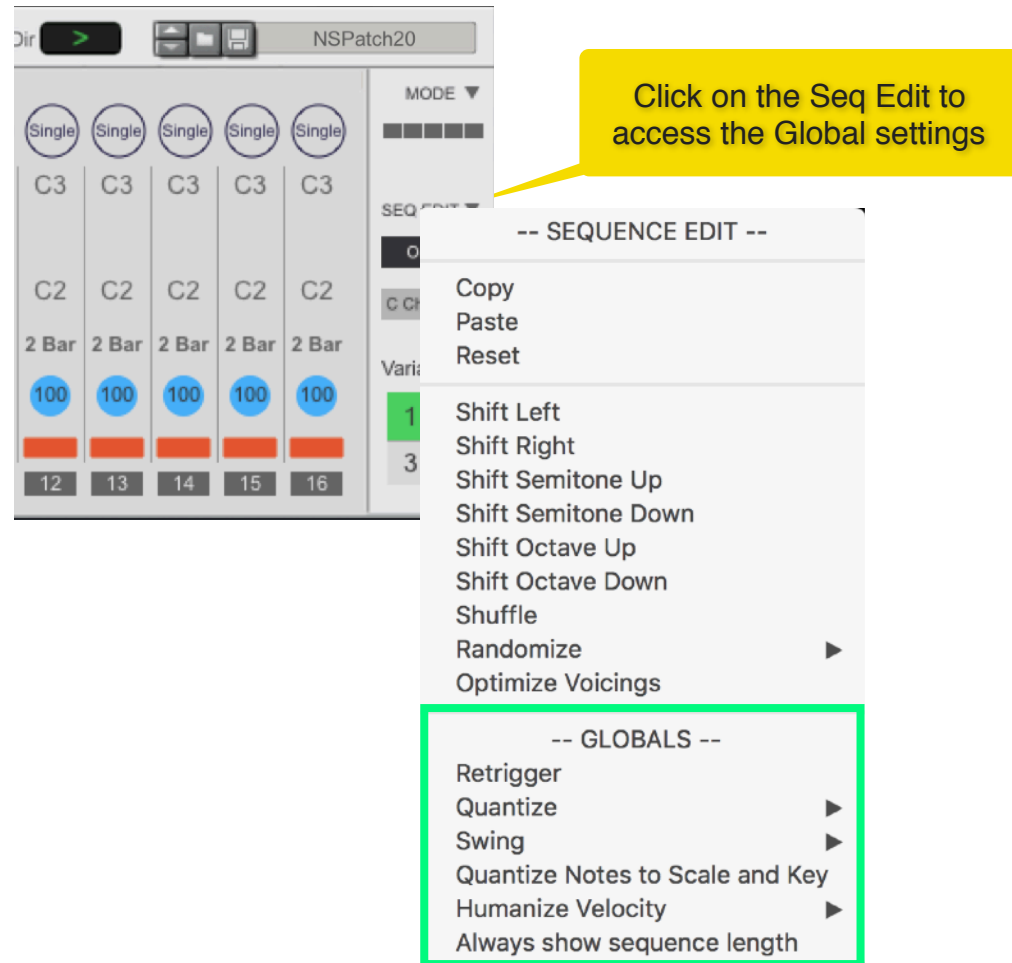 Dir > NSPatch20
Click on the Seq Edit to
access the Global settings
MODE ▼
Single Single Single Single Single
C3 C3 C3 C3 C3
SEQ EDIT ▼
C2 C2 C2 C2 C2
2 Bar 2 Bar 2 Bar 2 Bar 2 Bar
100 100 100 100 100
1
3
12 13 14 15 16
-- SEQUENCE EDIT --
Copy
Paste
Reset
Shift Left
Shift Right
Shift Semitone Up
Shift Semitone Down
Shift Octave Up
Shift Octave Down
Shuffle
Randomize ▶
Optimize Voicings
-- GLOBALS --
Retrigger
Quantize ▶
Swing ▶
Quantize Notes to Scale and Key
Humanize Velocity ▶
Always show sequence length